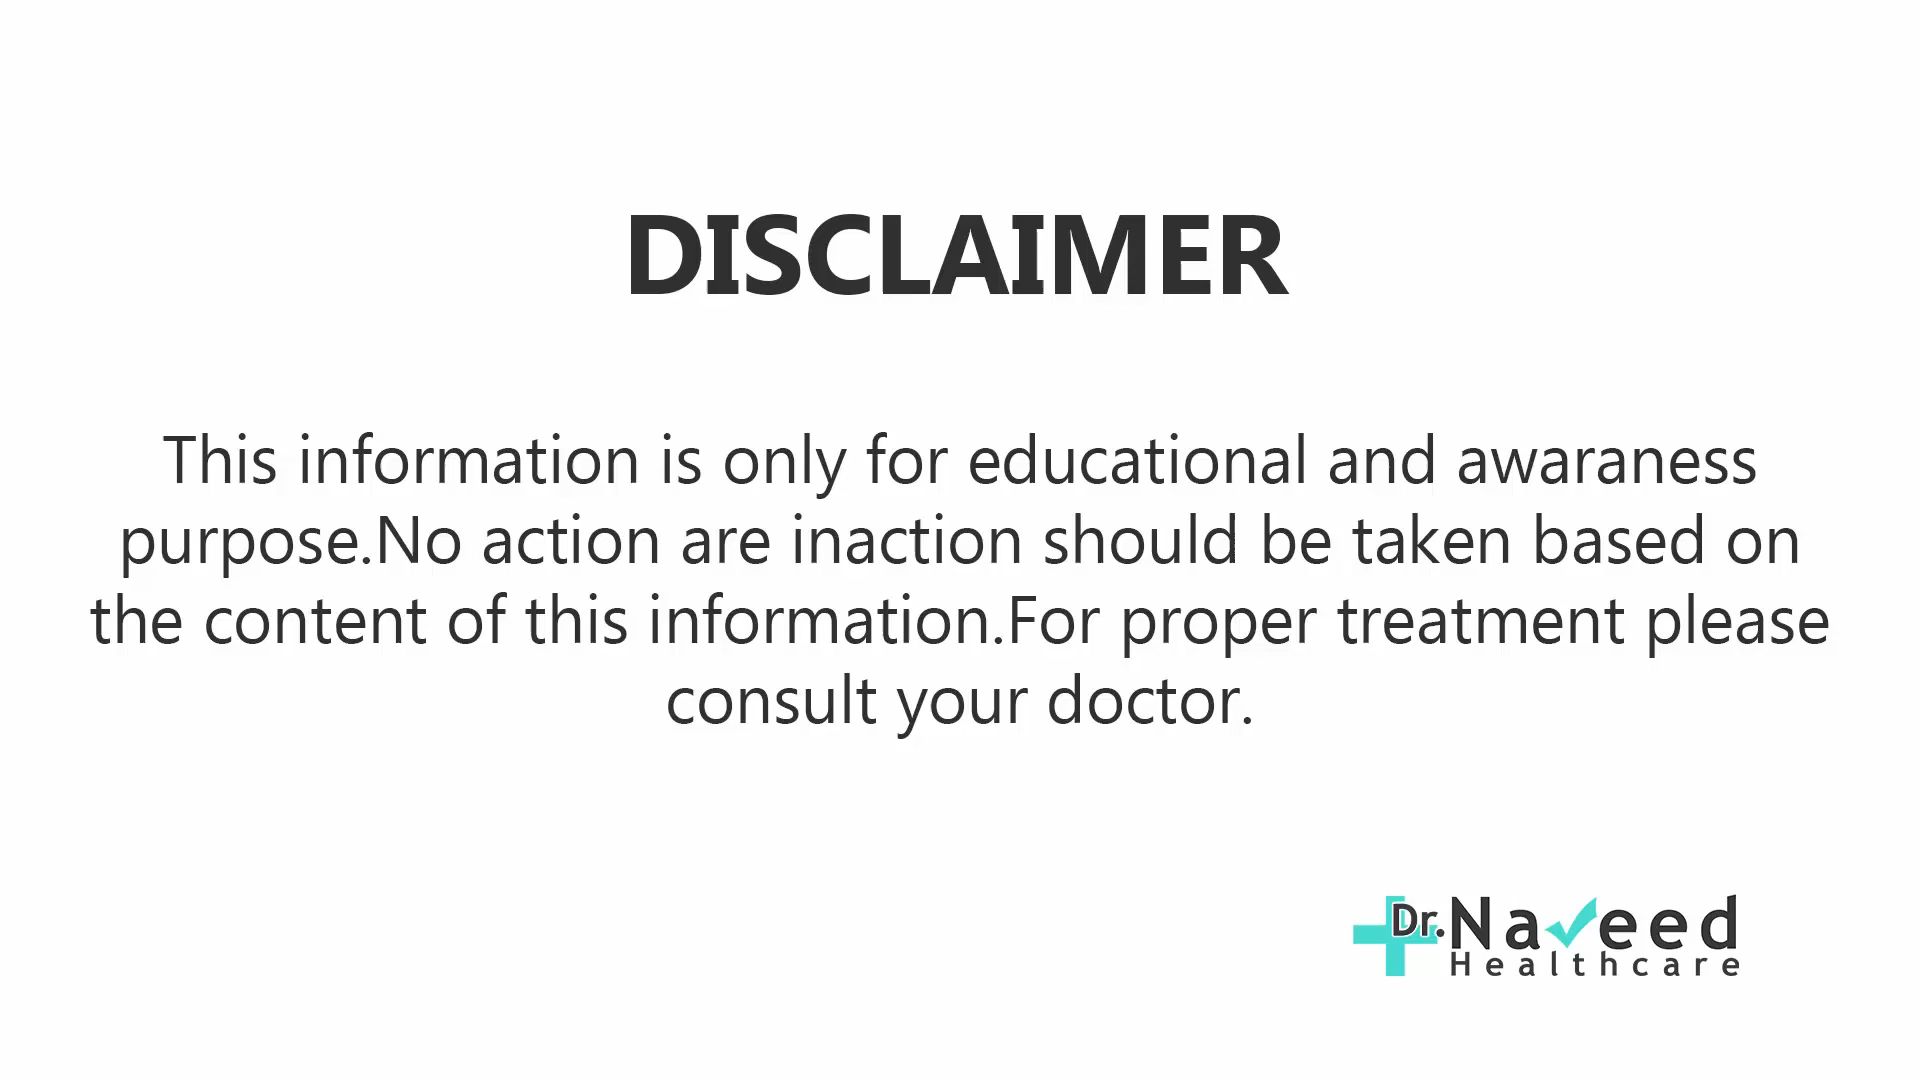 DISCLAIMER
This information is only for educational and awaraness
purpose.No action are inaction should be taken based on
the content of this information.For proper treatment please
consult your doctor.
Dr.Naveed
Healthcare